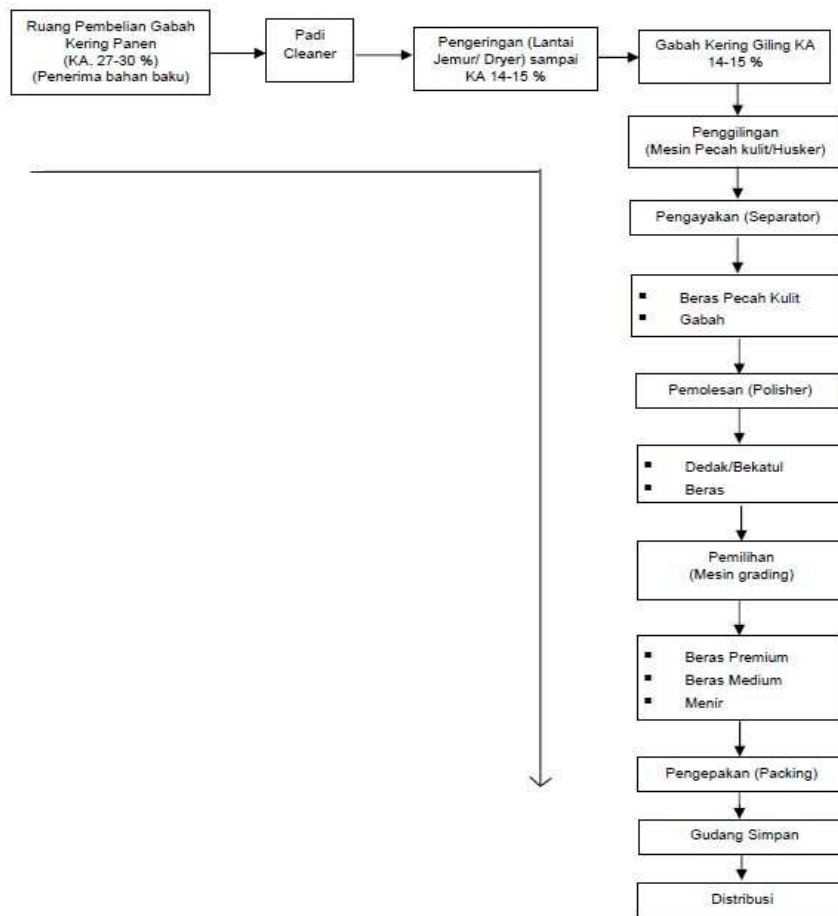 Ruang Pembelian Gabah
Kering Panen
(KA. 27-30 %)
(Penerima bahan baku)
Padi
Cleaner
Pengeringan (Lantai
Jemur/ Dryer) sampai
KA 14-15 %
Gabah Kering Giling KA
14-15 %
Penggilingan
(Mesin Pecah kulit/Husker)
Pengayakan (Separator)
▪ Beras Pecah Kulit
▪ Gabah
Pemolesan (Polisher)
▪ Dedak/Bekatul
▪ Beras
Pemilihan
(Mesin grading)
▪ Beras Premium
▪ Beras Medium
▪ Menir
Pengepakan (Packing)
Gudang Simpan
Distribusi